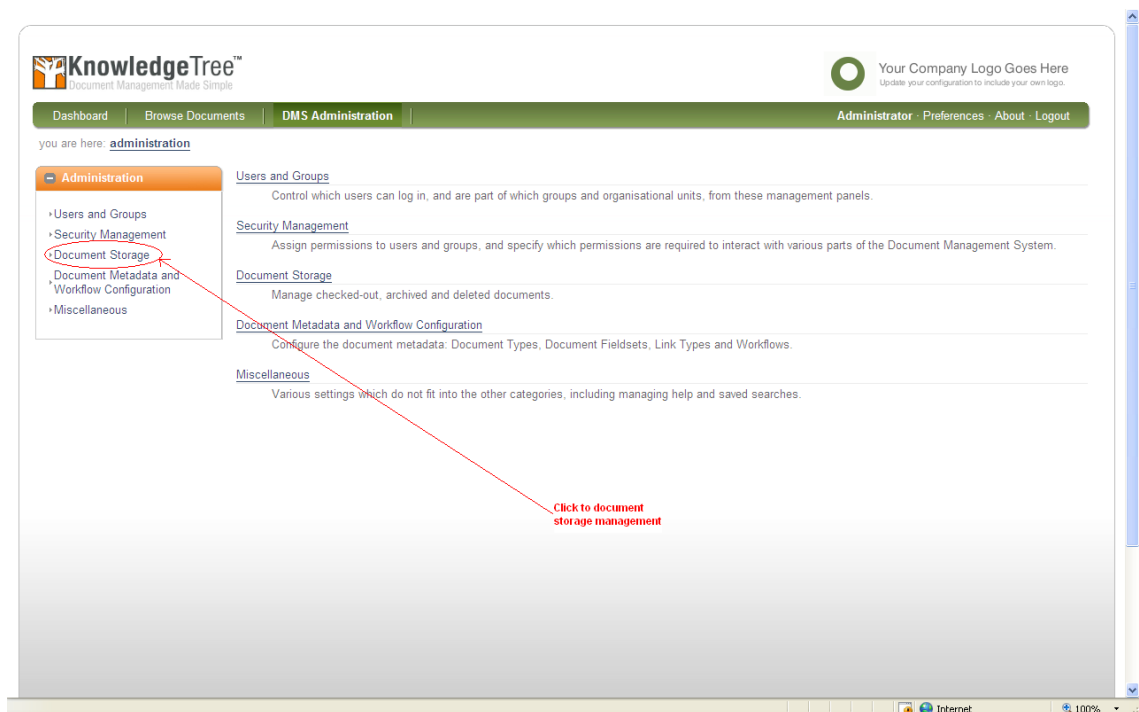 KnowledgeTree™
Document Management Made Simple
Your Company Logo Goes Here
Update your configuration to include your own logo.
Dashboard
Browse Documents
DMS Administration
Administrator · Preferences · About · Logout
you are here: administration
Administration
Users and Groups
Security Management
Document Storage
Document Metadata and
Workflow Configuration
Miscellaneous
Users and Groups
Control which users can log in, and are part of which groups and organisational units, from these management panels.
Security Management
Assign permissions to users and groups, and specify which permissions are required to interact with various parts of the Document Management System.
Document Storage
Manage checked-out, archived and deleted documents.
Document Metadata and Workflow Configuration
Configure the document metadata: Document Types, Document Fieldsets, Link Types and Workflows.
Miscellaneous
Various settings which do not fit into the other categories, including managing help and saved searches.
Click to document
storage management
Internet
100%